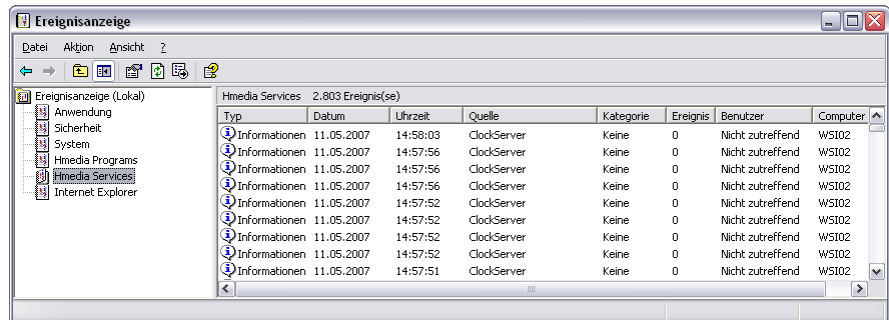 Ereignisanzeige
Datei Aktion Ansicht ?
Ereignisanzeige (Lokal)
Anwendung
Sicherheit
System
Hmedia Programs
Hmedia Services
Internet Explorer
Hmedia Services 2.803 Ereignis(se)
Typ Datum Uhrzeit Quelle Kategorie Ereignis Benutzer Computer
Informationen 11.05.2007 14:58:03 ClockServer Keine 0 Nicht zutreffend WSI02
Informationen 11.05.2007 14:57:56 ClockServer Keine 0 Nicht zutreffend WSI02
Informationen 11.05.2007 14:57:56 ClockServer Keine 0 Nicht zutreffend WSI02
Informationen 11.05.2007 14:57:56 ClockServer Keine 0 Nicht zutreffend WSI02
Informationen 11.05.2007 14:57:52 ClockServer Keine 0 Nicht zutreffend WSI02
Informationen 11.05.2007 14:57:52 ClockServer Keine 0 Nicht zutreffend WSI02
Informationen 11.05.2007 14:57:52 ClockServer Keine 0 Nicht zutreffend WSI02
Informationen 11.05.2007 14:57:52 ClockServer Keine 0 Nicht zutreffend WSI02
Informationen 11.05.2007 14:57:51 ClockServer Keine 0 Nicht zutreffend WSI02